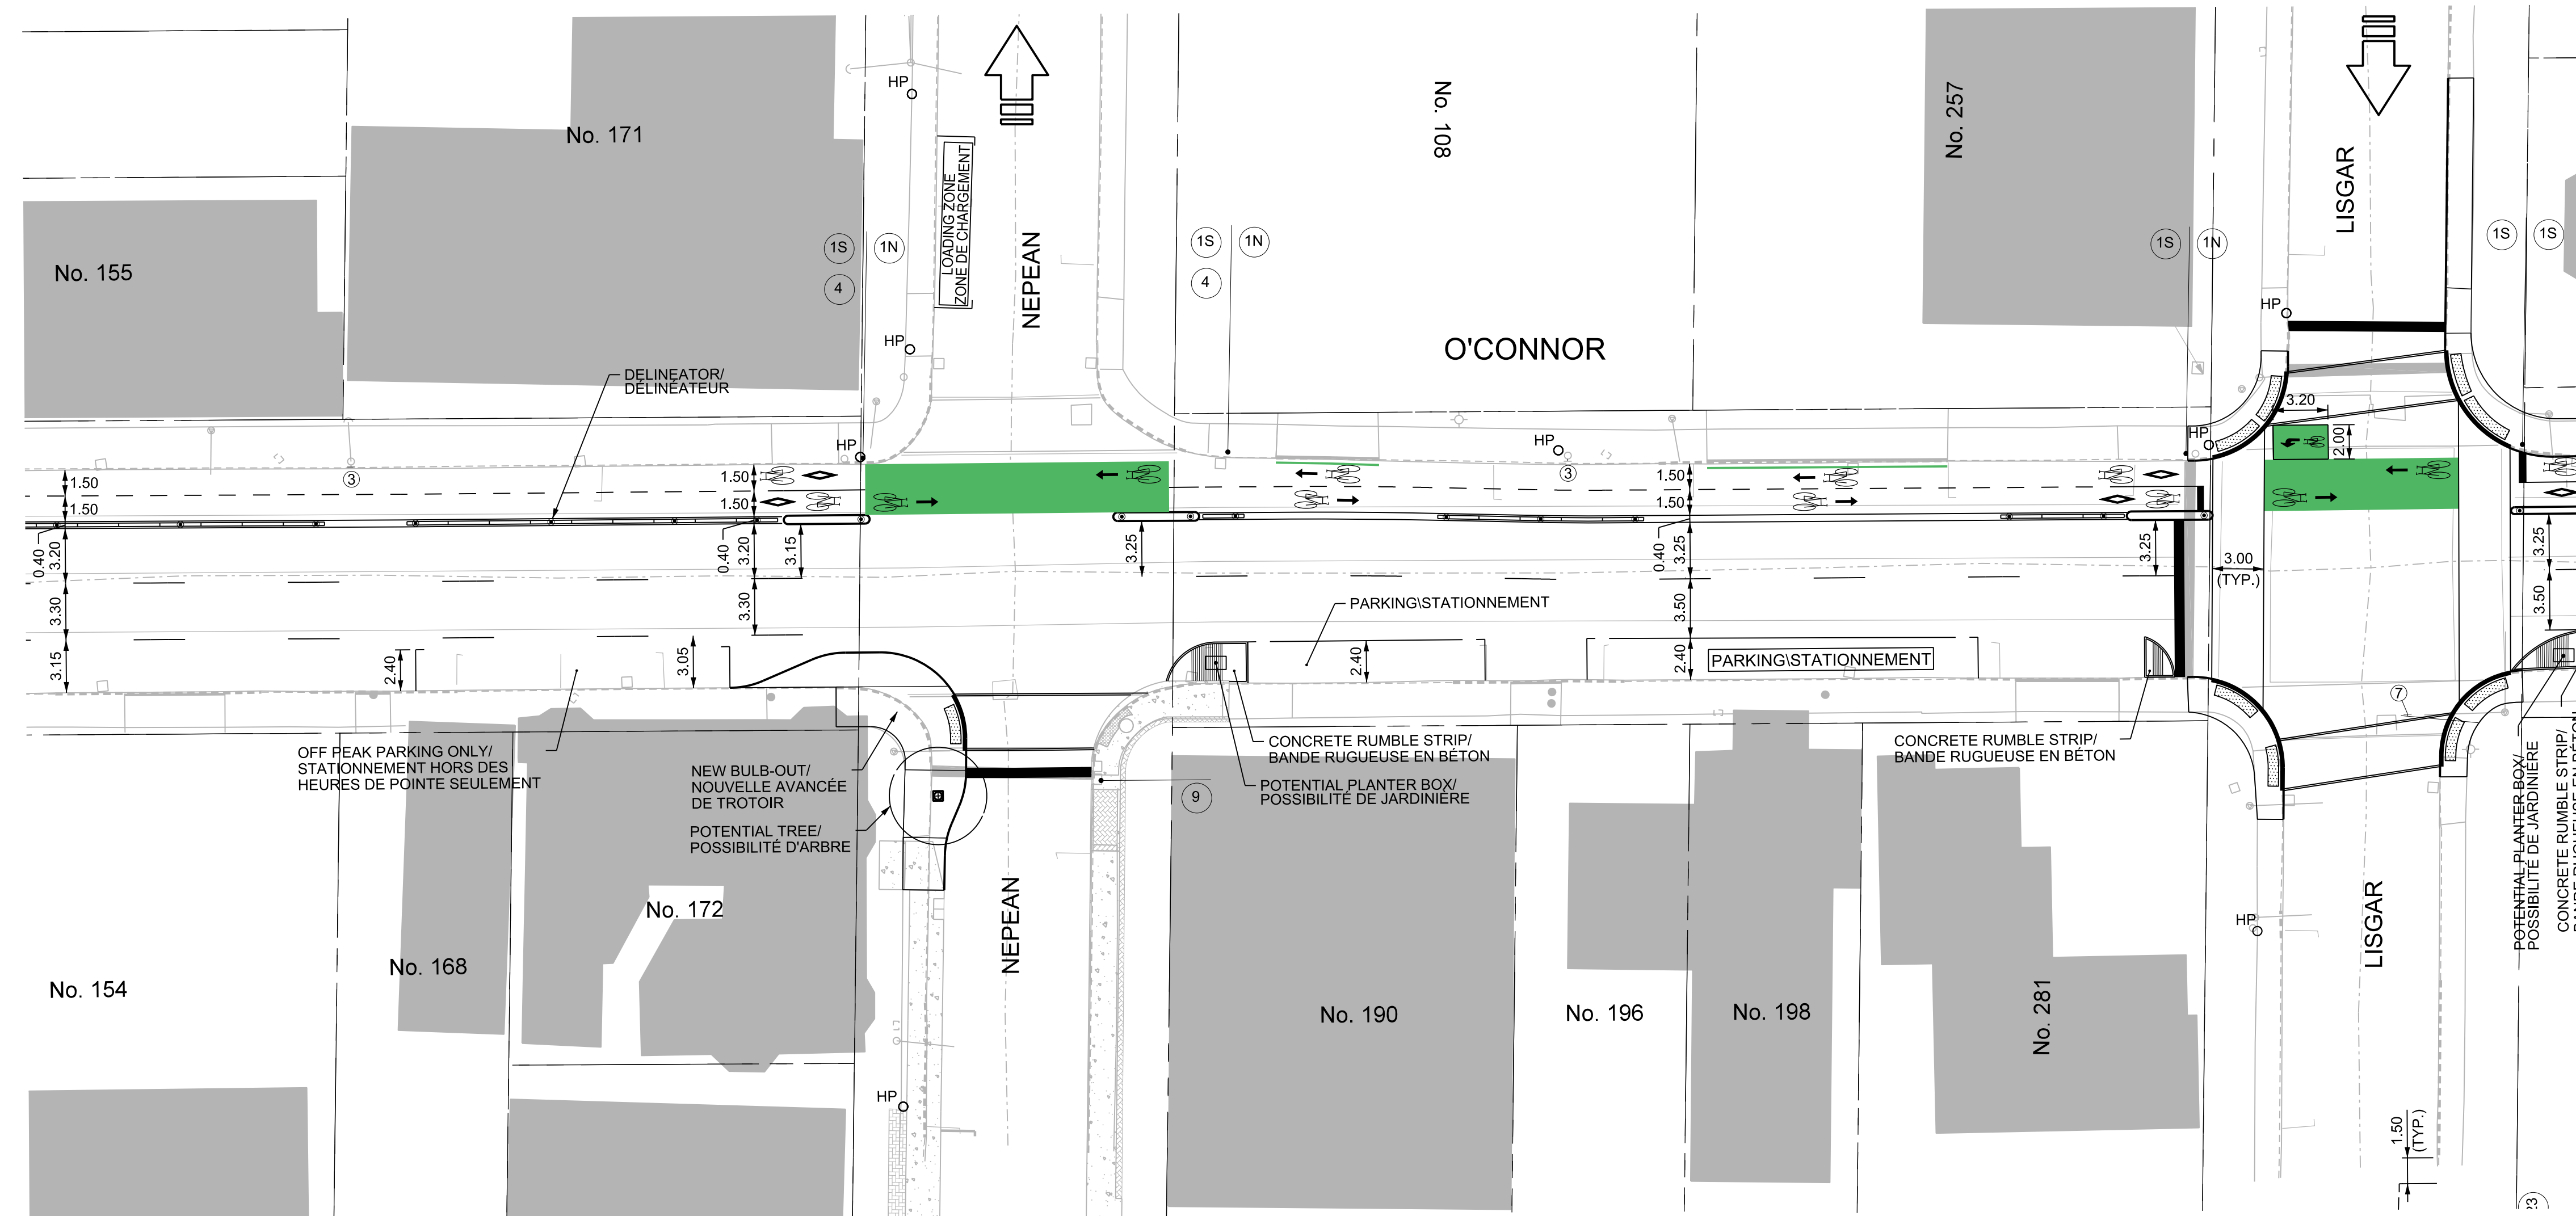 No. 171
No. 155
HP
LOADING ZONE
ZONE DE CHARGEMENT
NEPEAN
1S
1N
4
HP
DELINEATOR/
DÉLINÉATEUR
HP
3
1S
1N
4
No. 108
No. 257
O'CONNOR
HP
3
1S
1N
LISGAR
HP
HP
1S
1S
3.20
2.00
1.50
1.50
0.40
3.20
3.30
3.15
1.50
1.50
0.40
3.20
3.15
3.30
3.05
2.40
3.25
1.50
1.50
0.40
3.25
3.50
2.40
2.40
3.25
3.00
(TYP.)
3.25
3.50
PARKING\STATIONNEMENT
PARKING\STATIONNEMENT
OFF PEAK PARKING ONLY/
STATIONNEMENT HORS DES
HEURES DE POINTE SEULEMENT
NEW BULB-OUT/
NOUVELLE AVANCÉE
DE TROTOIR
POTENTIAL TREE/
POSSIBILITÉ D'ARBRE
CONCRETE RUMBLE STRIP/
BANDE RUGUEUSE EN BÉTON
POTENTIAL PLANTER BOX/
POSSIBILITÉ DE JARDINIÈRE
9
CONCRETE RUMBLE STRIP/
BANDE RUGUEUSE EN BÉTON
7
POTENTIAL PLANTER BOX/
POSSIBILITÉ DE JARDINIÈRE
CONCRETE RUMBLE STRIP/
No. 154
No. 168
No. 172
NEPEAN
HP
No. 190
No. 196
No. 198
No. 281
HP
LISGAR
1.50
(TYP.)